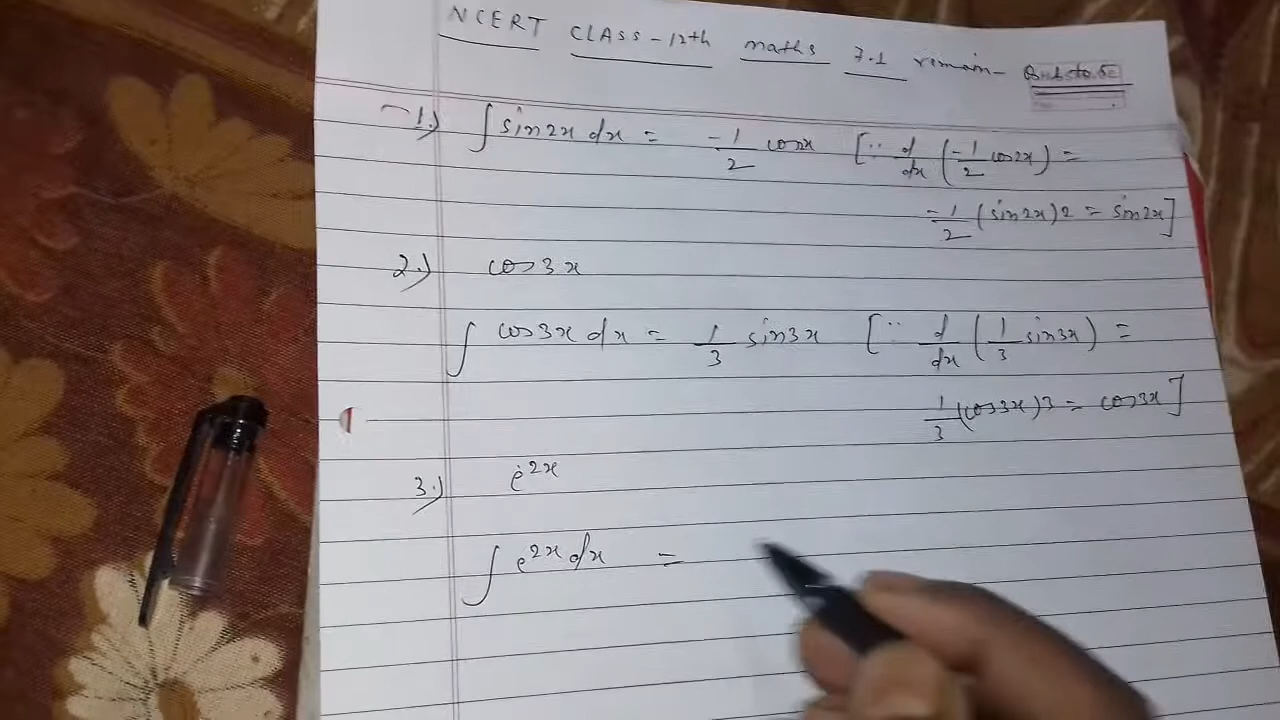 NCERT CLASS-12th maths 7.1 remain-
1.) ∫ sin2x dx = -1/2 cos2x [∵ d/dx (-1/2 cos2x) =
-1/2 (sin2x)2 = sin2x]
2.) cos3x
∫ cos3x dx = 1/3 sin3x [∵ d/dx (1/3 sin3x) =
1/3 (cos3x)3 = cos3x]
3.) e^2x
∫ e^2x dx =